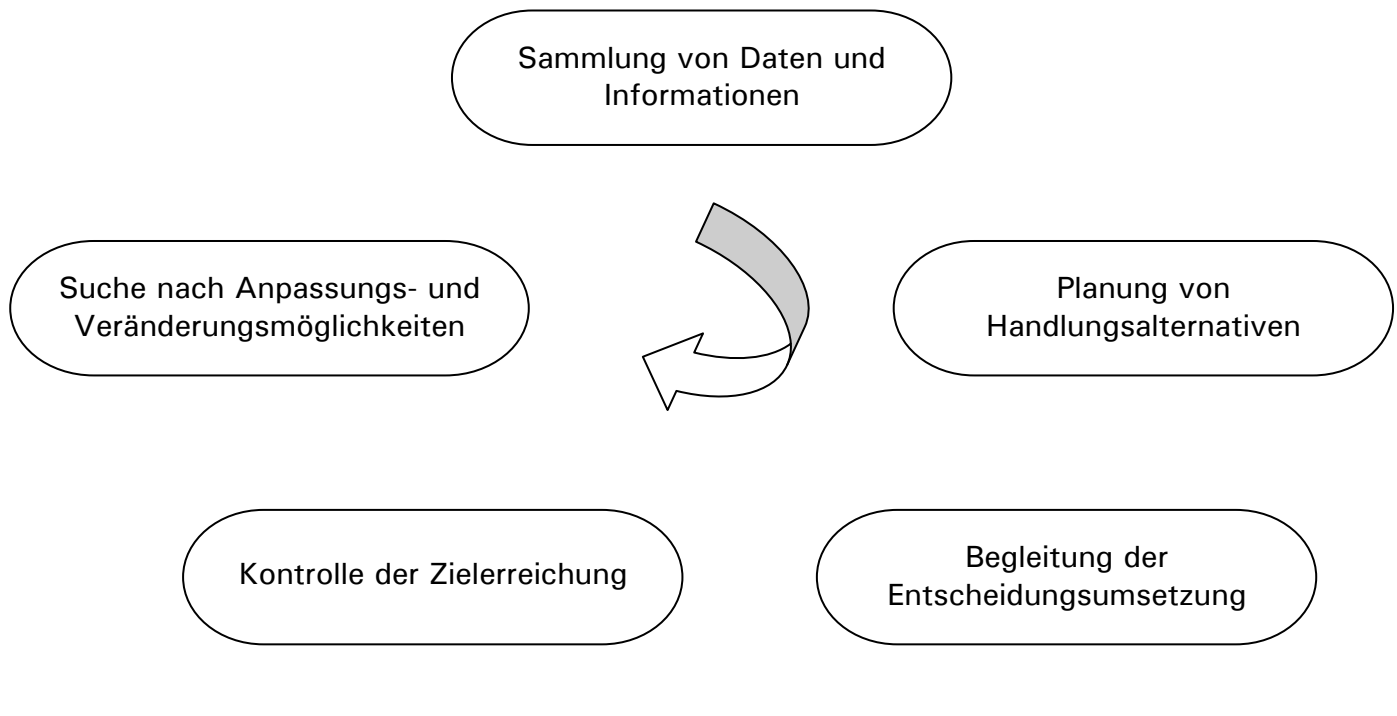 Sammlung von Daten und
Informationen
Suche nach Anpassungs- und
Veränderungsmöglichkeiten
Planung von
Handlungsalternativen
Kontrolle der Zielerreichung
Begleitung der
Entscheidungsumsetzung